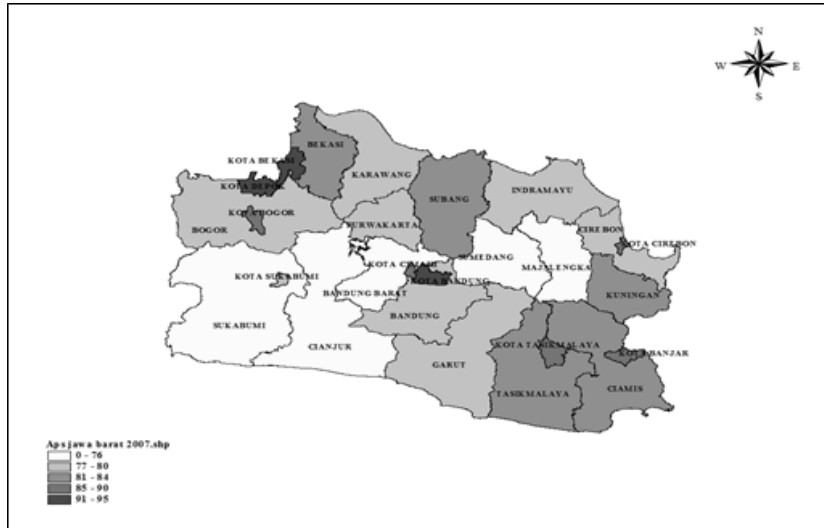 N
W E
S
BEKASI
KOTA BEKASI
KARAWANG
KOTA DEPOK
SUBANG
INDRAMAYU
KOTA BOGOR
BOGOR
PURWAKARTA
CIREBON
KOTA CIREBON
SUMEDANG
KOTA CIMAHI
MAJALENGKA
KOTA SUKABUMI
KOTA BANDUNG
BANDUNG BARAT
KUNINGAN
BANDUNG
SUKABUMI
CIANJUR
KOTA TASIKMALAYA
KOTA BANJAR
GARUT
TASIKMALAYA
CIAMIS
Aps jawa barat 2007.shp
0 - 76
77 - 80
81 - 84
85 - 90
91 - 95